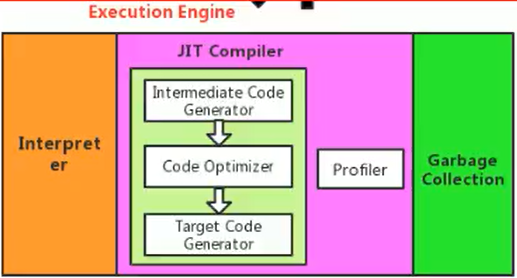 Execution Engine
JIT Compiler
Interpret
er
Intermediate Code
Generator
Code Optimizer
Target Code
Generator
Profiler
Garbage
Collection